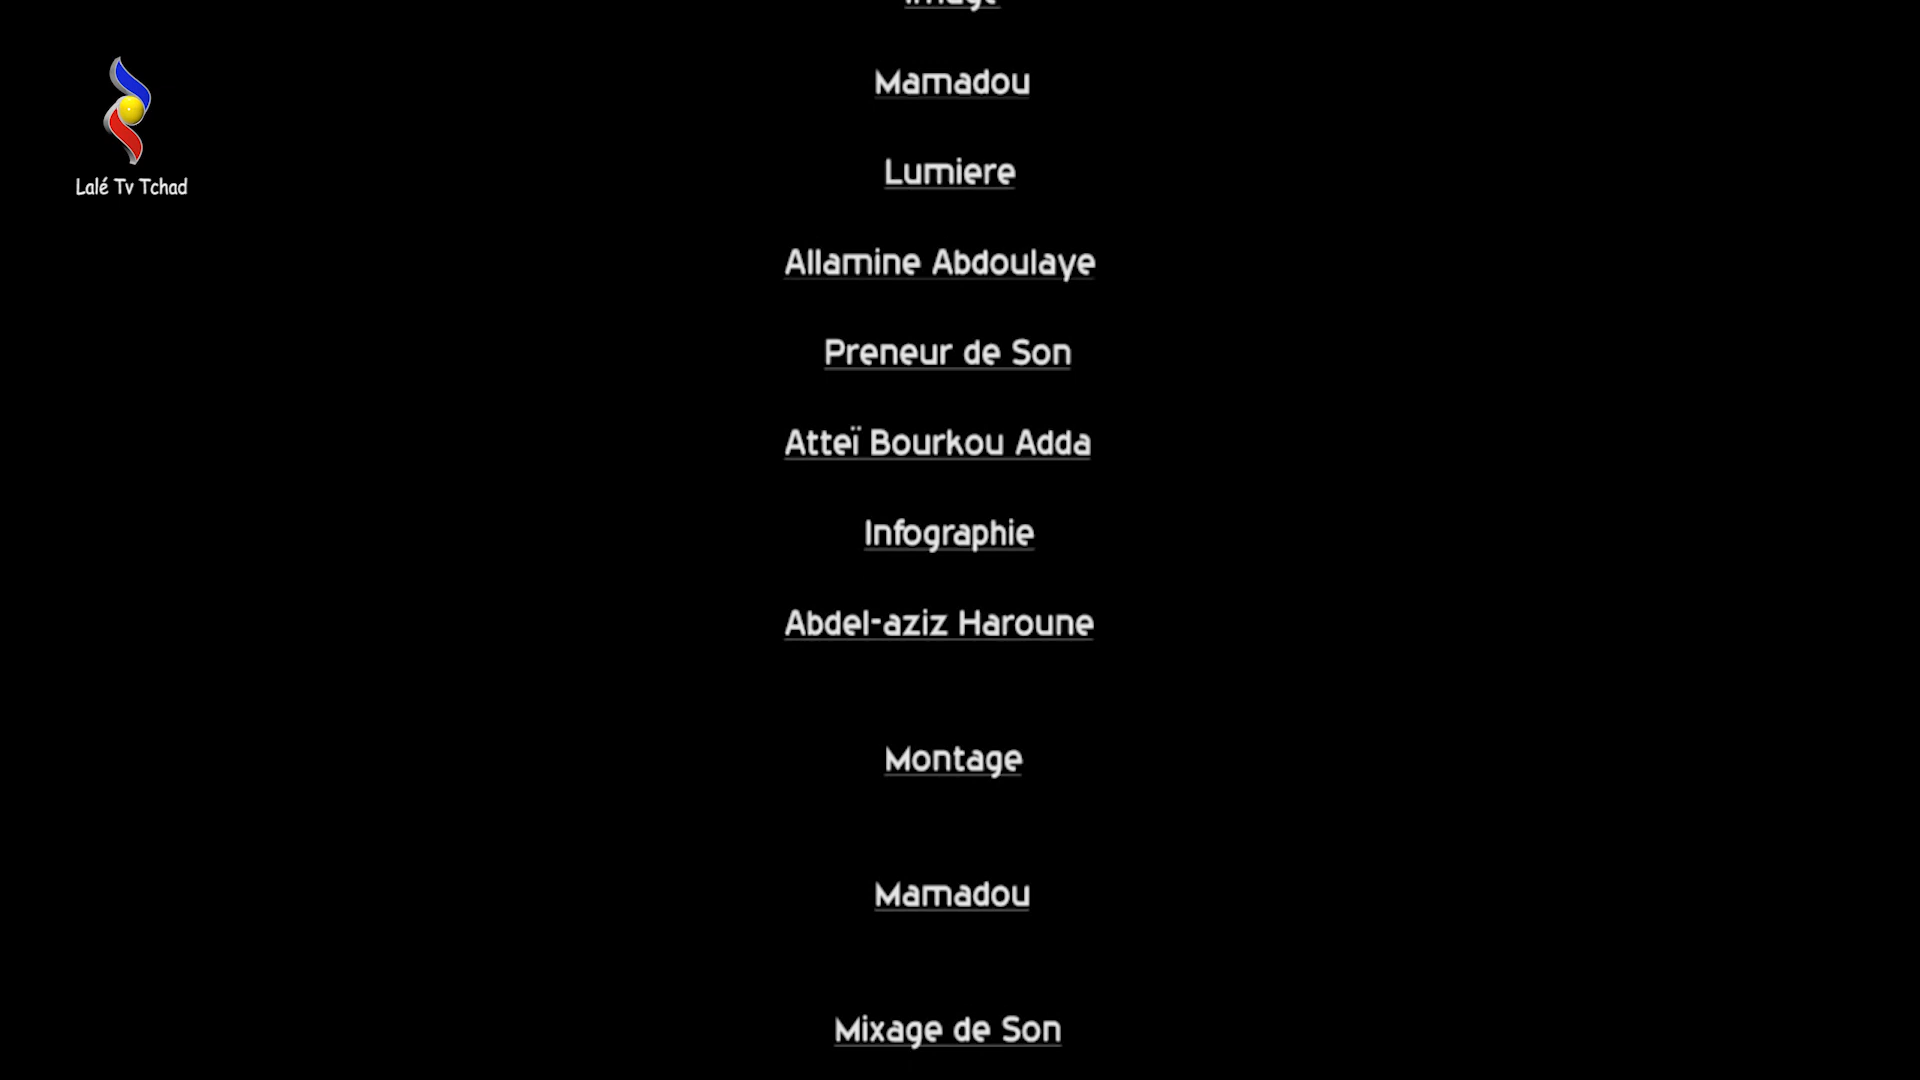 Image
Mamadou
Lalé Tv Tchad
Lumiere
Allamine Abdoulaye
Preneur de Son
Atteï Bourkou Adda
Infographie
Abdel-aziz Haroune
Montage
Mamadou
Mixage de Son